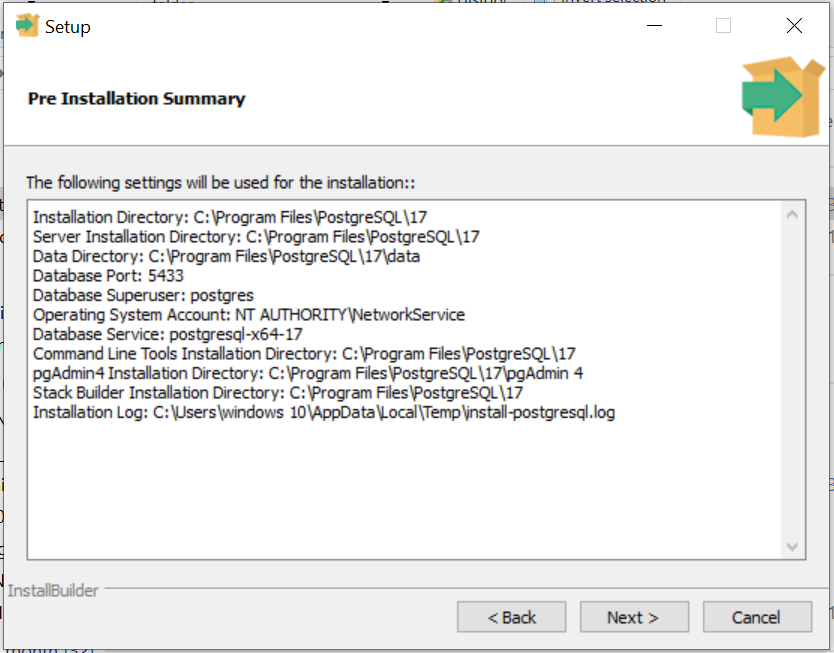 Setup
Pre Installation Summary
The following settings will be used for the installation::
Installation Directory: C:\Program Files\PostgreSQL\17
Server Installation Directory: C:\Program Files\PostgreSQL\17
Data Directory: C:\Program Files\PostgreSQL\17\data
Database Port: 5433
Database Superuser: postgres
Operating System Account: NT AUTHORITY\NetworkService
Database Service: postgresql-x64-17
Command Line Tools Installation Directory: C:\Program Files\PostgreSQL\17
pgAdmin4 Installation Directory: C:\Program Files\PostgreSQL\17\pgAdmin 4
Stack Builder Installation Directory: C:\Program Files\PostgreSQL\17
Installation Log: C:\Users\windows 10\AppData\Local\Temp\install-postgresql.log
InstallBuilder
< Back Next > Cancel